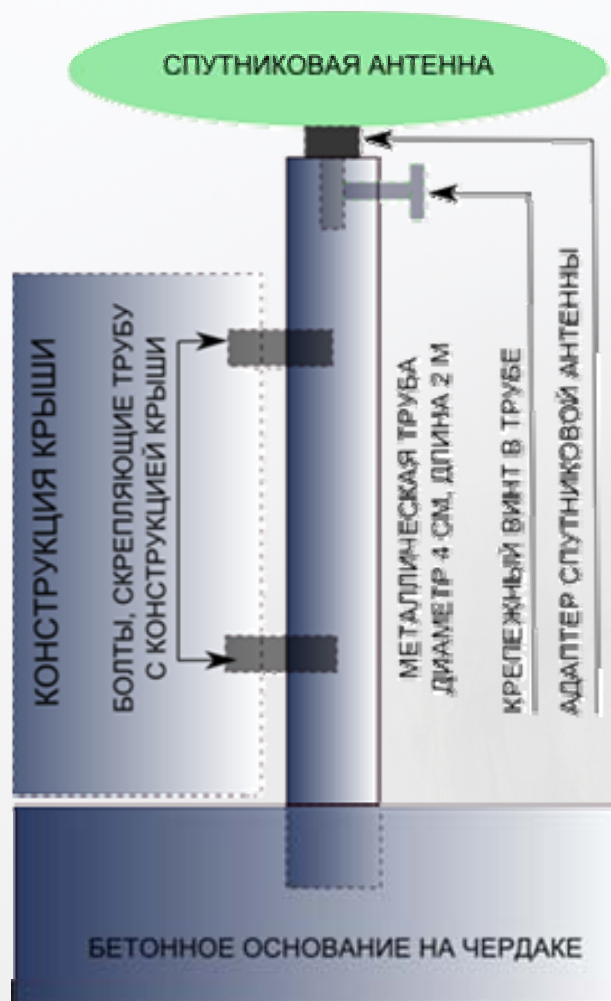 СПУТНИКОВАЯ АНТЕННА
КОНСТРУКЦИЯ КРЫШИ
БОЛТЫ, СКРЕПЛЯЮЩИЕ ТРУБУ
С КОНСТРУКЦИЕЙ КРЫШИ
МЕТАЛЛИЧЕСКАЯ ТРУБА
ДИАМЕТР 4 СМ, ДЛИНА 2 М
КРЕПЕЖНЫЙ ВИНТ В ТРУБЕ
АДАПТЕР СПУТНИКОВОЙ АНТЕННЫ
БЕТОННОЕ ОСНОВАНИЕ НА ЧЕРДАКЕ